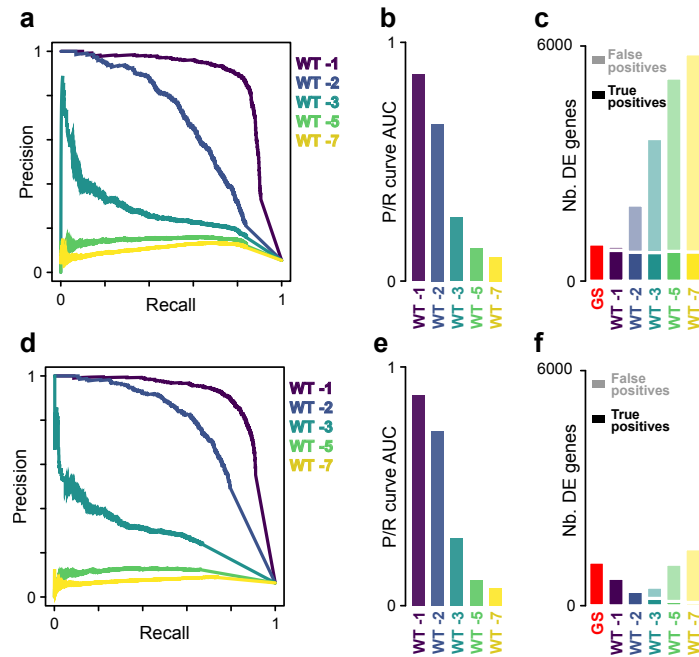 a
1
Precision
0
0
Recall
1
WT -1
WT -2
WT -3
WT -5
WT -7
b
1
P/R curve AUC
0
WT -1
WT -2
WT -3
WT -5
WT -7
c
6000
Nb. DE genes
0
False
positives
True
positives
GS
WT -1
WT -2
WT -3
WT -5
WT -7
d
1
Precision
0
0
Recall
1
WT -1
WT -2
WT -3
WT -5
WT -7
e
1
P/R curve AUC
0
WT -1
WT -2
WT -3
WT -5
WT -7
f
6000
Nb. DE genes
0
False
positives
True
positives
GS
WT -1
WT -2
WT -3
WT -5
WT -7